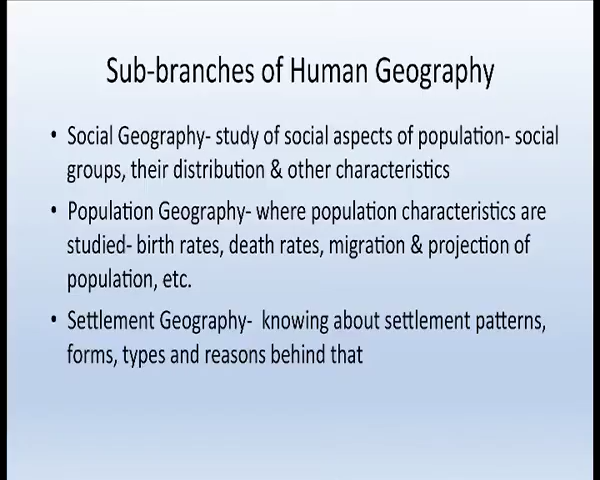 Sub-branches of Human Geography
• Social Geography- study of social aspects of population- social
groups, their distribution & other characteristics
• Population Geography- where population characteristics are
studied- birth rates, death rates, migration & projection of
population, etc.
• Settlement Geography-  knowing about settlement patterns,
forms, types and reasons behind that